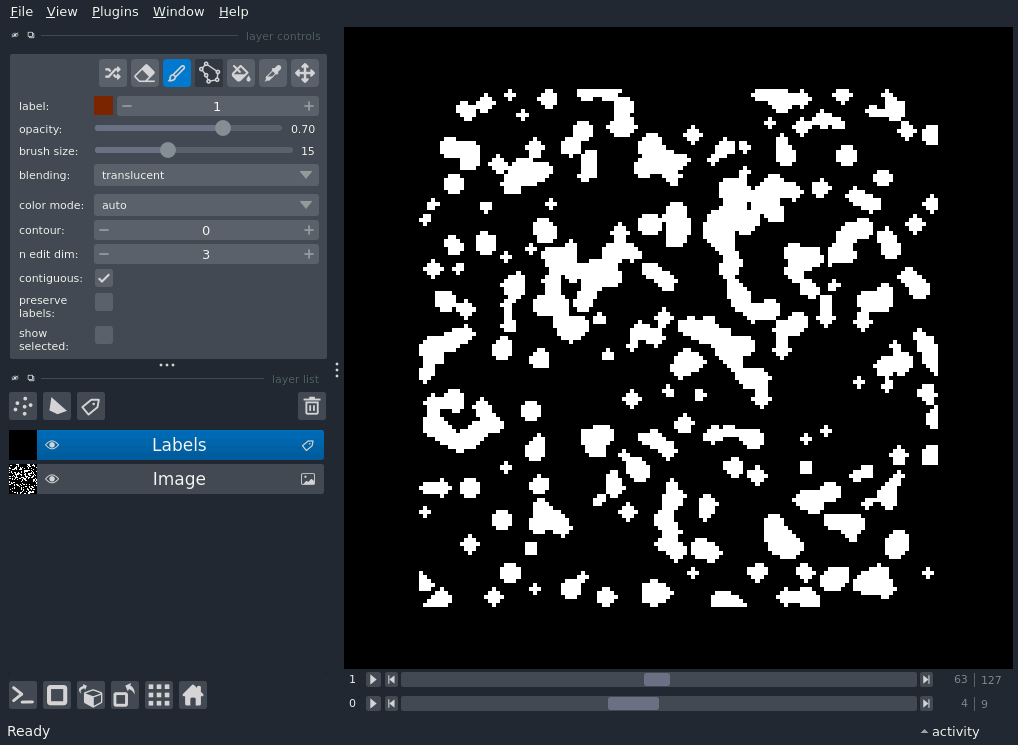 File View Plugins Window Help
layer controls
label: 1
opacity: 0.70
brush size: 15
blending: translucent
color mode: auto
contour: 0
n edit dim: 3
contiguous:
preserve
labels:
show
selected:
layer list
Labels
Image
1 63 127
0 4 9
Ready activity